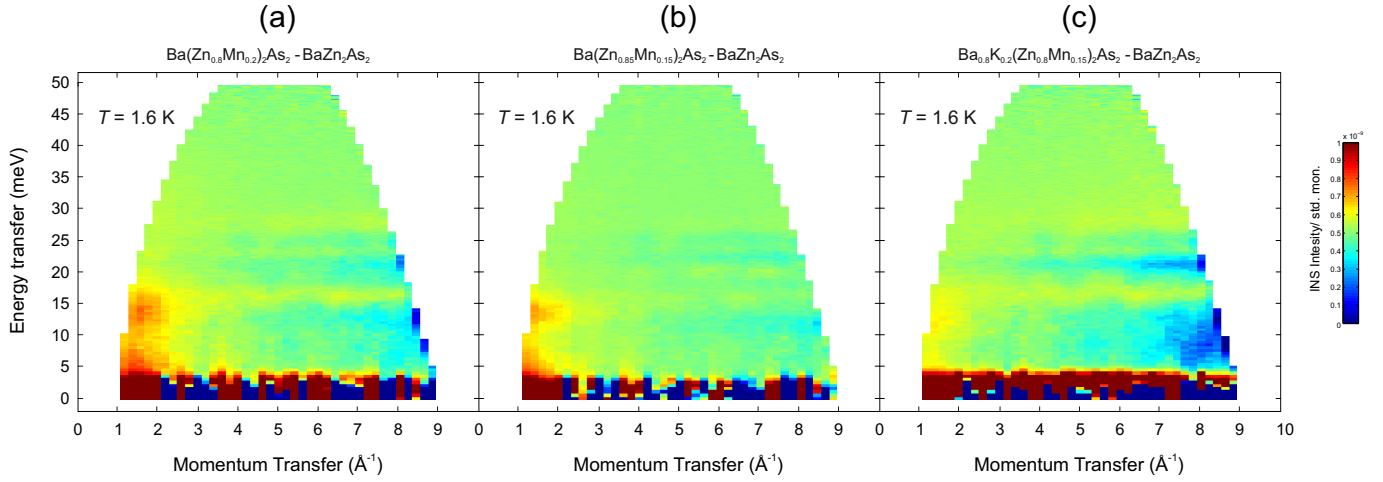 (a) (b) (c)
Ba(Zn₀.₈Mn₀.₂)₂As₂ - BaZn₂As₂ Ba(Zn₀.₈₅Mn₀.₁₅)₂As₂ - BaZn₂As₂ Ba₀.₈K₀.₂(Zn₀.₈Mn₀.₁₅)₂As₂ - BaZn₂As₂
T = 1.6 K T = 1.6 K T = 1.6 K
Energy transfer (meV)
50
45
40
35
30
25
20
15
10
5
0
0 1 2 3 4 5 6 7 8 9 0 1 2 3 4 5 6 7 8 9 0 1 2 3 4 5 6 7 8 9 10
Momentum Transfer (Å⁻¹) Momentum Transfer (Å⁻¹) Momentum Transfer (Å⁻¹)
x 10⁻⁹
1
0.9
0.8
0.7
0.6
0.5
0.4
0.3
0.2
0.1
0
INS Intesity/ std. mon.